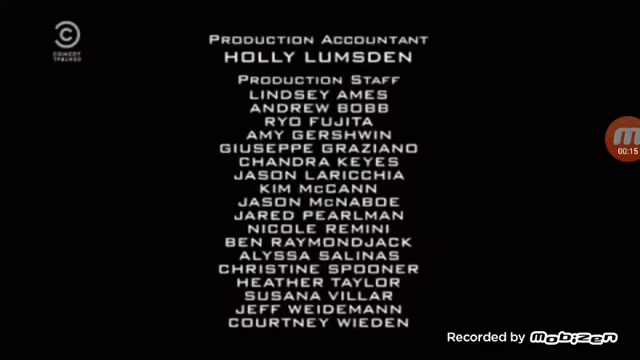 COMEDY
CENTRAL
PRODUCTION ACCOUNTANT
HOLLY LUMSDEN
PRODUCTION STAFF
LINDSEY AMES
ANDREW BOBB
RYO FUJITA
AMY GERSHWIN
GIUSEPPE GRAZIANO
CHANDRA KEYES
JASON LARICCHIA
KIM MCCANN
JASON MCNABOE
JARED PEARLMAN
NICOLE REMINI
BEN RAYMONDJACK
ALYSSA SALINAS
CHRISTINE SPOONER
HEATHER TAYLOR
SUSANA VILLAR
JEFF WEIDEMANN
COURTNEY WIEDEN
00:15
Recorded by Mobizen